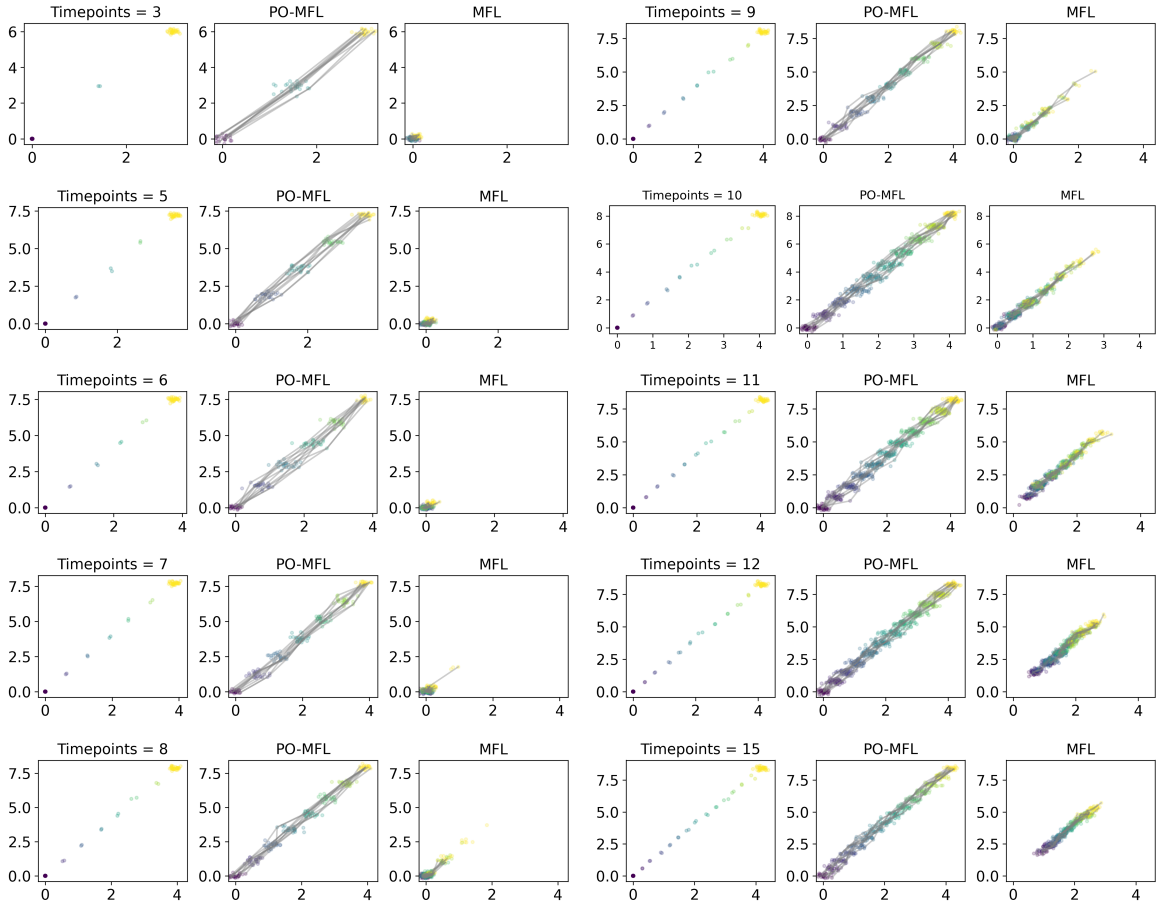 Timepoints = 3 PO-MFL MFL Timepoints = 9 PO-MFL MFL
6 6 6 7.5 7.5 7.5
4 4 4 5.0 5.0 5.0
2 2 2 2.5 2.5 2.5
0 0 0 0.0 0.0 0.0
0 2 0 2 0 2 0 2 4 0 2 4 0 2 4
Timepoints = 5 PO-MFL MFL Timepoints = 10 PO-MFL MFL
7.5 7.5 7.5 8 8 8
5.0 5.0 5.0 6 6 6
2.5 2.5 2.5 4 4 4
0.0 0.0 0.0 2 2 2
0 0 0
0 2 0 2 0 2 0 1 2 3 4 0 1 2 3 4 0 1 2 3 4
Timepoints = 6 PO-MFL MFL Timepoints = 11 PO-MFL MFL
7.5 7.5 7.5 7.5 7.5 7.5
5.0 5.0 5.0 5.0 5.0 5.0
2.5 2.5 2.5 2.5 2.5 2.5
0.0 0.0 0.0 0.0 0.0 0.0
0 2 4 0 2 4 0 2 4 0 2 4 0 2 4 0 2 4
Timepoints = 7 PO-MFL MFL Timepoints = 12 PO-MFL MFL
7.5 7.5 7.5 7.5 7.5 7.5
5.0 5.0 5.0 5.0 5.0 5.0
2.5 2.5 2.5 2.5 2.5 2.5
0.0 0.0 0.0 0.0 0.0 0.0
0 2 4 0 2 4 0 2 4 0 2 4 0 2 4 0 2 4
Timepoints = 8 PO-MFL MFL Timepoints = 15 PO-MFL MFL
7.5 7.5 7.5 7.5 7.5 7.5
5.0 5.0 5.0 5.0 5.0 5.0
2.5 2.5 2.5 2.5 2.5 2.5
0.0 0.0 0.0 0.0 0.0 0.0
0 2 4 0 2 4 0 2 4 0 2 4 0 2 4 0 2 4